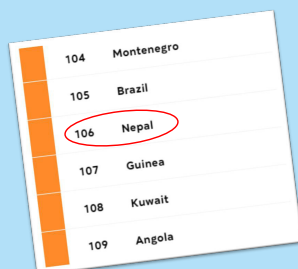 104 Montenegro
105 Brazil
106 Nepal
107 Guinea
108 Kuwait
109 Angola